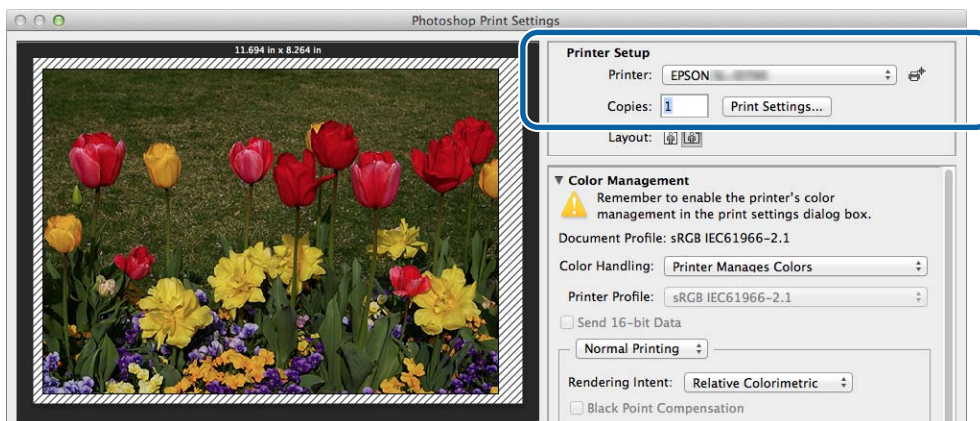 Photoshop Print Settings
11.694 in x 8.264 in
Printer Setup
Printer: EPSON
Copies: 1 Print Settings...
Layout:
Color Management
Remember to enable the printer's color
management in the print settings dialog box.
Document Profile: sRGB IEC61966-2.1
Color Handling: Printer Manages Colors
Printer Profile: sRGB IEC61966-2.1
Send 16-bit Data
Normal Printing
Rendering Intent: Relative Colorimetric
Black Point Compensation